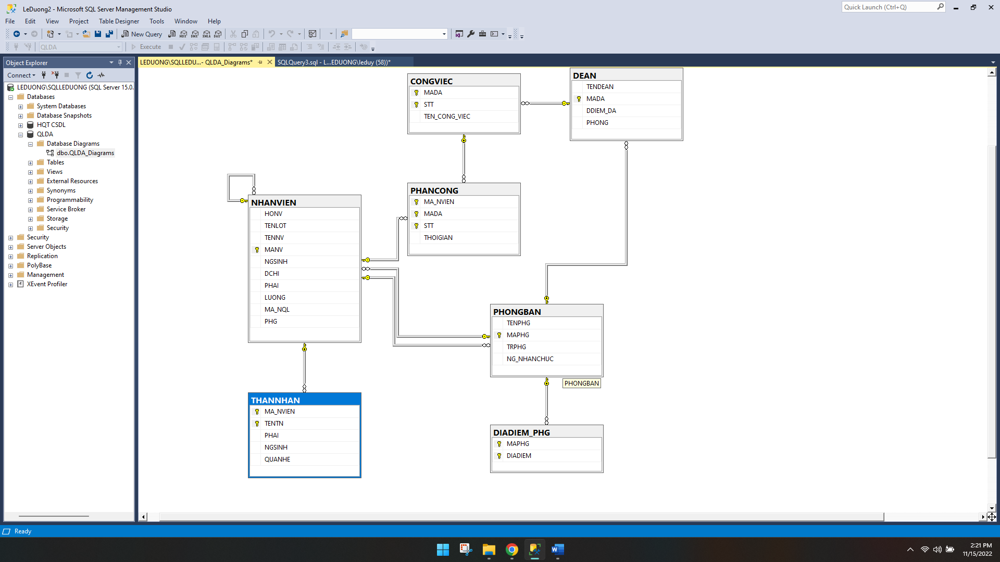 LeDuong2 - Microsoft SQL Server Management Studio
Quick Launch (Ctrl+Q)
File Edit View Project Table Designer Tools Window Help
New Query
MDX DMX XMLA DAX
QLDA
Execute
Object Explorer
LEDUONG\SQLLEDU...- QLDA_Diagrams*
SQLQuery3.sql - L...EDUONG\leduy (58))*
Connect
LEDUONG\SQLLEDUONG (SQL Server 15.0.
Databases
System Databases
Database Snapshots
HQT CSDL
QLDA
Database Diagrams
dbo.QLDA_Diagrams
Tables
Views
External Resources
Synonyms
Programmability
Service Broker
Storage
Security
Security
Server Objects
Replication
PolyBase
Management
XEvent Profiler
CONGVIEC
MADA
STT
TEN_CONG_VIEC
DEAN
TENDEAN
MADA
DDIEM_DA
PHONG
PHANCONG
MA_NVIEN
MADA
STT
THOIGIAN
NHANVIEN
HONV
TENLOT
TENNV
MANV
NGSINH
DCHI
PHAI
LUONG
MA_NQL
PHG
PHONGBAN
TENPHG
MAPHG
TRPHG
NG_NHANCHUC
PHONGBAN
THANNHAN
MA_NVIEN
TENTN
PHAI
NGSINH
QUANHE
DIADIEM_PHG
MAPHG
DIADIEM
Ready
2:21 PM
11/15/2022